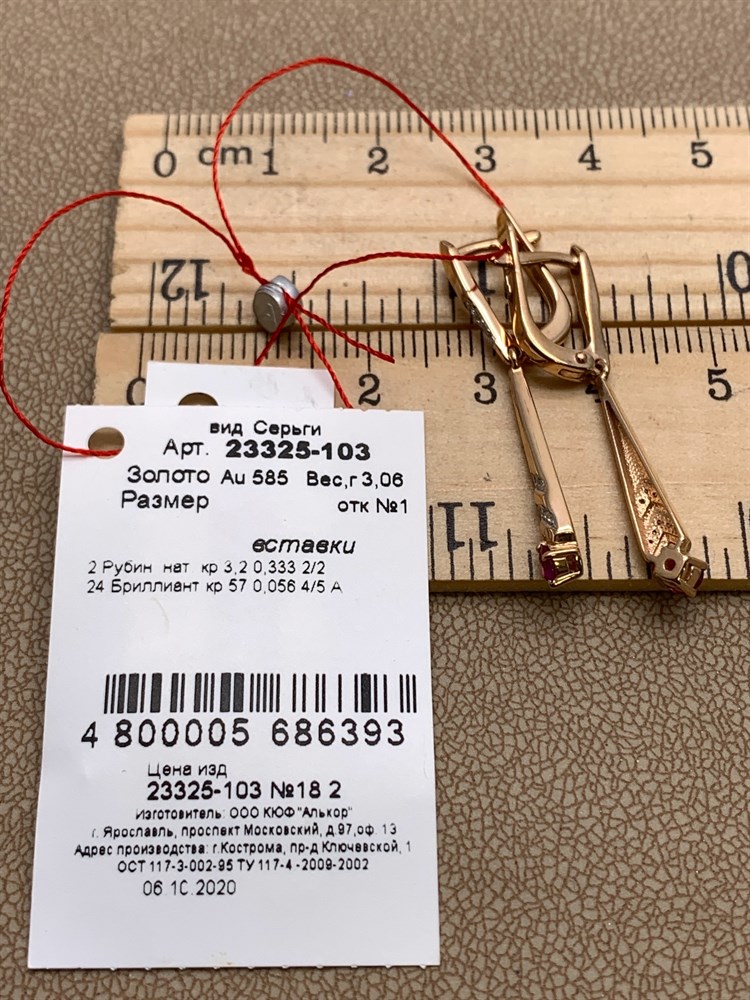 0 cm 1 2 3 4 5
12 11 10
0 2 3 4 5
11
вид Серьги
Арт. 23325-103
Золото Au 585 Вес,г 3,06
Размер отк №1
вставки
2 Рубин нат кр 3,2 0,333 2/2
24 Бриллиант кр 57 0,056 4/5 А
4 800005 686393
Цена изд
23325-103 №18 2
Изготовитель: ООО КЮФ "Алькор"
г. Ярославль, проспект Московский, д.97,оф. 13
Адрес производства: г.Кострома, пр-д Ключевской, 1
ОСТ 117-3-002-95 ТУ 117-4-2009-2002
06.10.2020